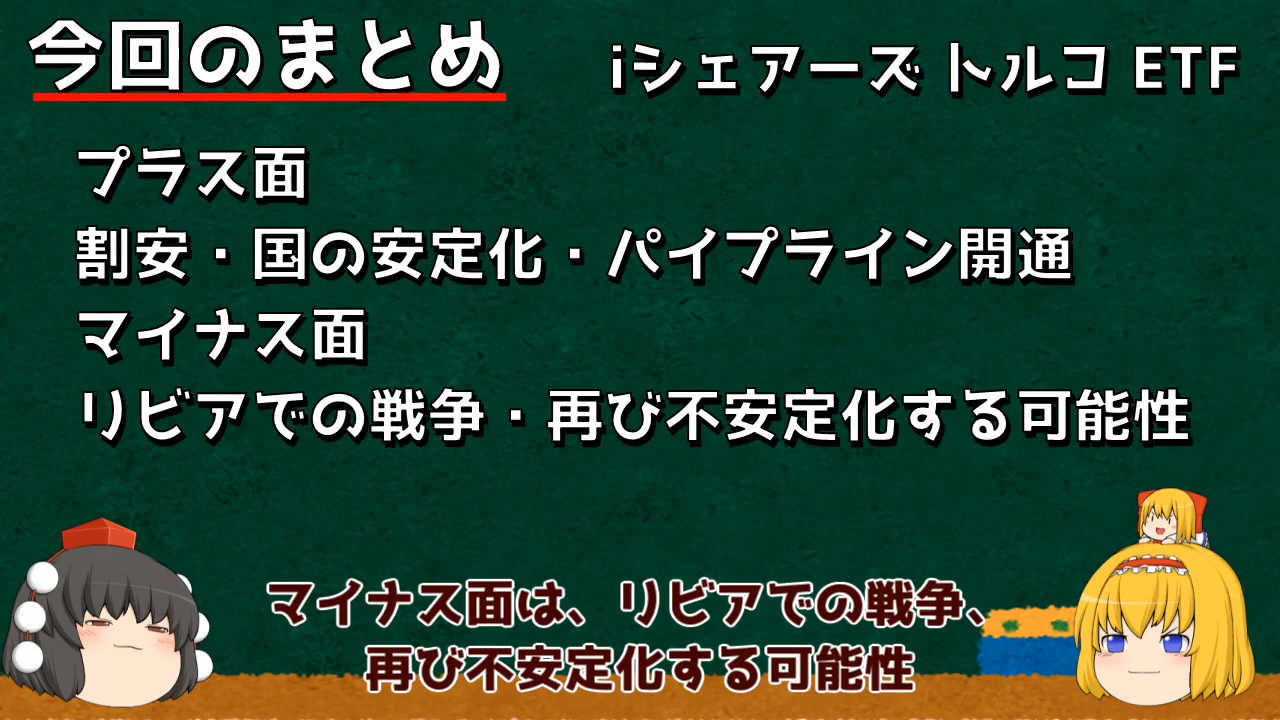 今回のまとめ
iシェアーズ トルコ ETF
プラス面
割安・国の安定化・パイプライン開通
マイナス面
リビアでの戦争・再び不安定化する可能性
マイナス面は、リビアでの戦争、
再び不安定化する可能性